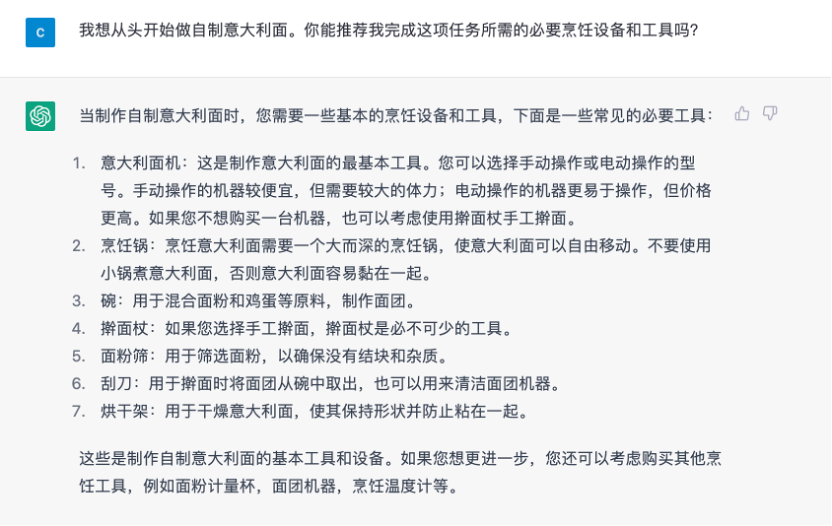 C 我想从头开始做自制意大利面。你能推荐我完成这项任务所需的必要烹饪设备和工具吗?
当制作自制意大利面时，您需要一些基本的烹饪设备和工具，下面是一些常见的必要工具：
1. 意大利面机：这是制作意大利面的最基本工具。您可以选择手动操作或电动操作的型
号。手动操作的机器较便宜，但需要较大的体力；电动操作的机器更易于操作，但价格
更高。如果您不想购买一台机器，也可以考虑使用擀面杖手工擀面。
2. 烹饪锅：烹饪意大利面需要一个大而深的烹饪锅，使意大利面可以自由移动。不要使用
小锅煮意大利面，否则意大利面容易黏在一起。
3. 碗：用于混合面粉和鸡蛋等原料，制作面团。
4. 擀面杖：如果您选择手工擀面，擀面杖是必不可少的工具。
5. 面粉筛：用于筛选面粉，以确保没有结块和杂质。
6. 刮刀：用于擀面时将面团从碗中取出，也可以用来清洁面团机器。
7. 烘干架：用于干燥意大利面，使其保持形状并防止粘在一起。
这些是制作自制意大利面的基本工具和设备。如果您想更进一步，您还可以考虑购买其他烹
饪工具，例如面粉计量杯，面团机器，烹饪温度计等。